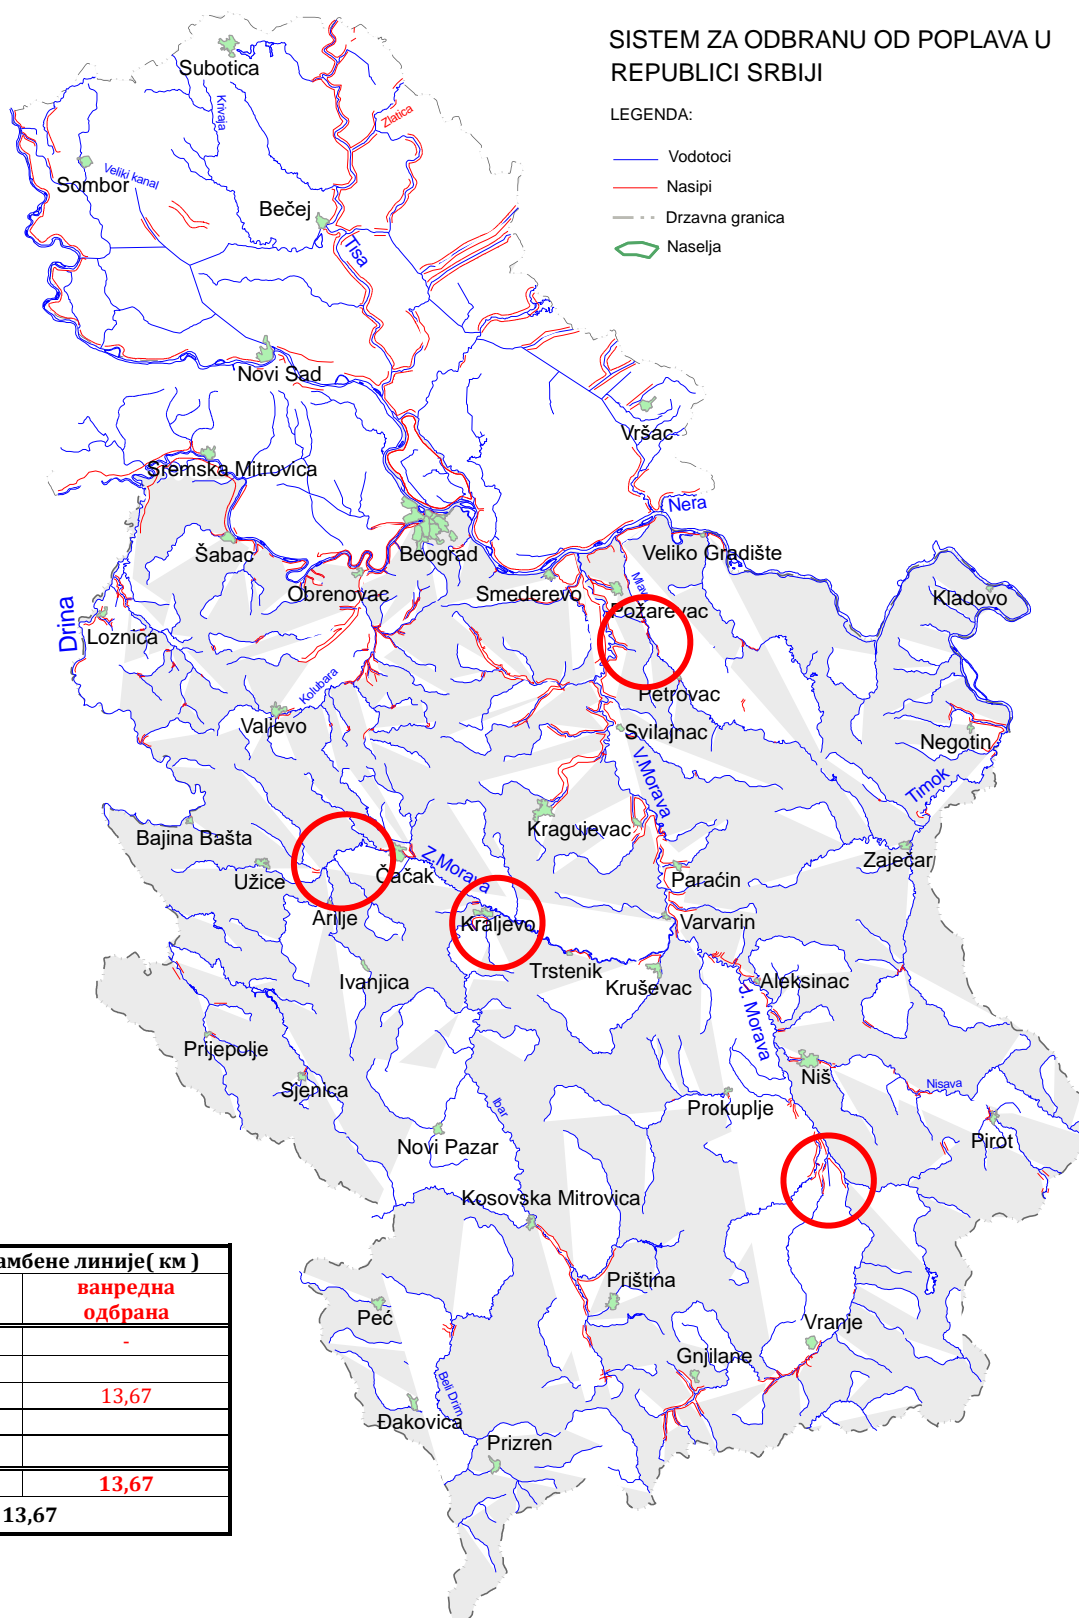 SISTEM ZA ODBRANU OD POPLAVA U
REPUBLICI SRBIJI
LEGENDA:
Vodotoci
Nasipi
Drzavna granica
Naselja
Subotica
Krivaja
Zlatica
Sombor
Veliki kanal
Bečej
Tisa
Novi Sad
Vršac
Sremska Mitrovica
Nera
Šabac
Beograd
Veliko Gradište
Obrenovac
Smederevo
Kladovo
Drina
Požarevac
Loznica
Kolubara
Petrovac
Valjevo
Svilajnac
Negotin
V.Morava
Timok
Bajina Bašta
Kragujevac
Zaječar
Užice
Čačak
Z.Morava
Paraćin
Arilje
Kraljevo
Varvarin
Ivanjica
Trstenik
Kruševac
Aleksinac
J. Morava
Prijepolje
Sjenica
Niš
Nisava
Ibar
Prokuplje
Novi Pazar
Pirot
Kosovska Mitrovica
Priština
Peć
Vranje
Gnjilane
Beli Drim
Đakovica
Prizren
амбене линије( км )
ванредна
одбрана
-
13,67
13,67
13,67